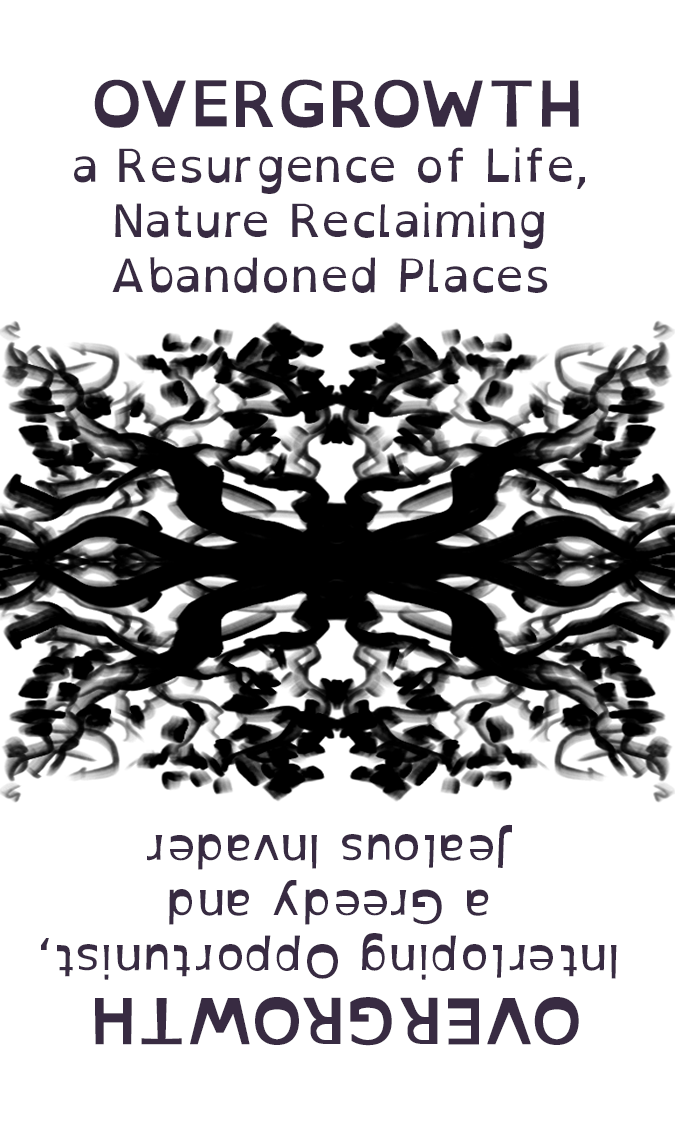 OVERGROWTH
a Resurgence of Life,
Nature Reclaiming
Abandoned Places
OVERGROWTH
Interloping Opportunist,
a Greedy and
Jealous Invader